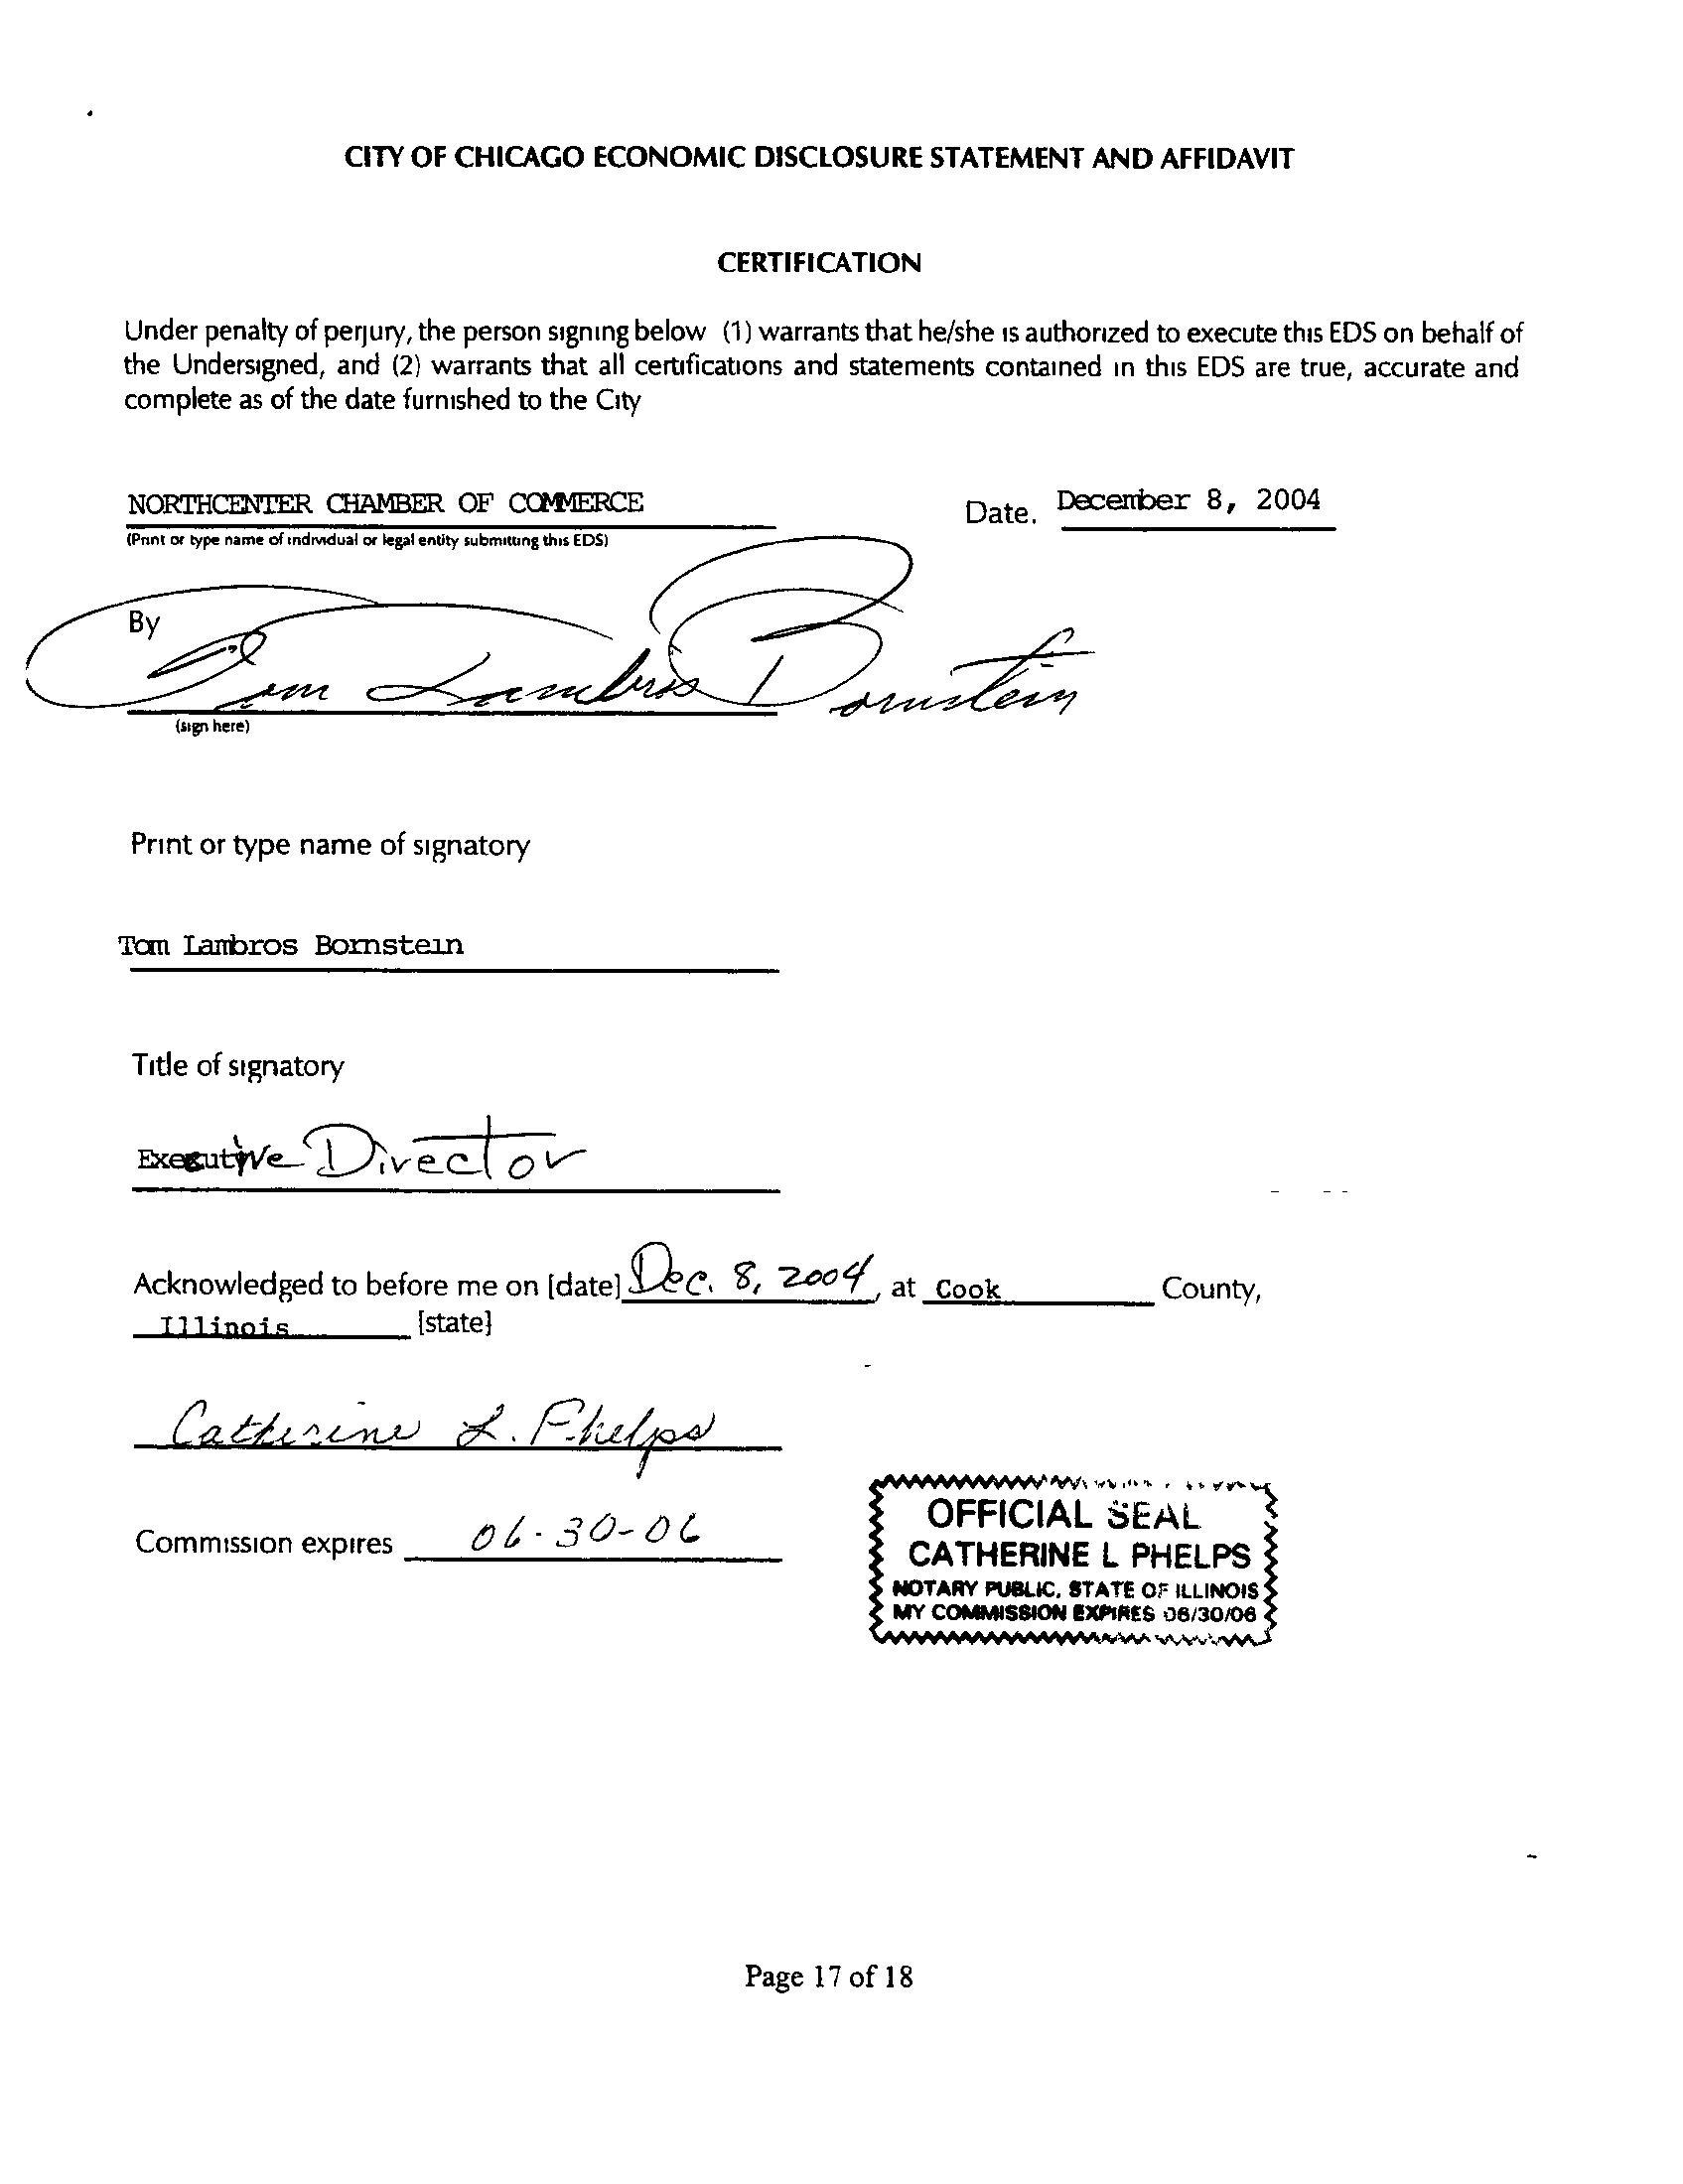 CITY OF CHICAGO ECONOMIC DISCLOSURE STATEMENT AND AFFIDAVIT
CERTIFICATION
Under penalty of perjury, the person signing below (1) warrants that he/she is authorized to execute this EDS on behalf of
the Undersigned, and (2) warrants that all certifications and statements contained in this EDS are true, accurate and
complete as of the date furnished to the City
NORTHCENTER CHAMBER OF COMMERCE
Date. December 8, 2004
(Print or type name of individual or legal entity submitting this EDS)
By
Tom Lambros Bornstein
(sign here)
Print or type name of signatory
Tom Lambros Bornstein
Title of signatory
Executive Director
Acknowledged to before me on [date] Dec. 8, 2004, at Cook County,
Illinois [state]
Catherine L. Phelps
Commission expires 06-30-06
OFFICIAL SEAL
CATHERINE L PHELPS
NOTARY PUBLIC, STATE OF ILLINOIS
MY COMMISSION EXPIRES 06/30/06
Page 17 of 18